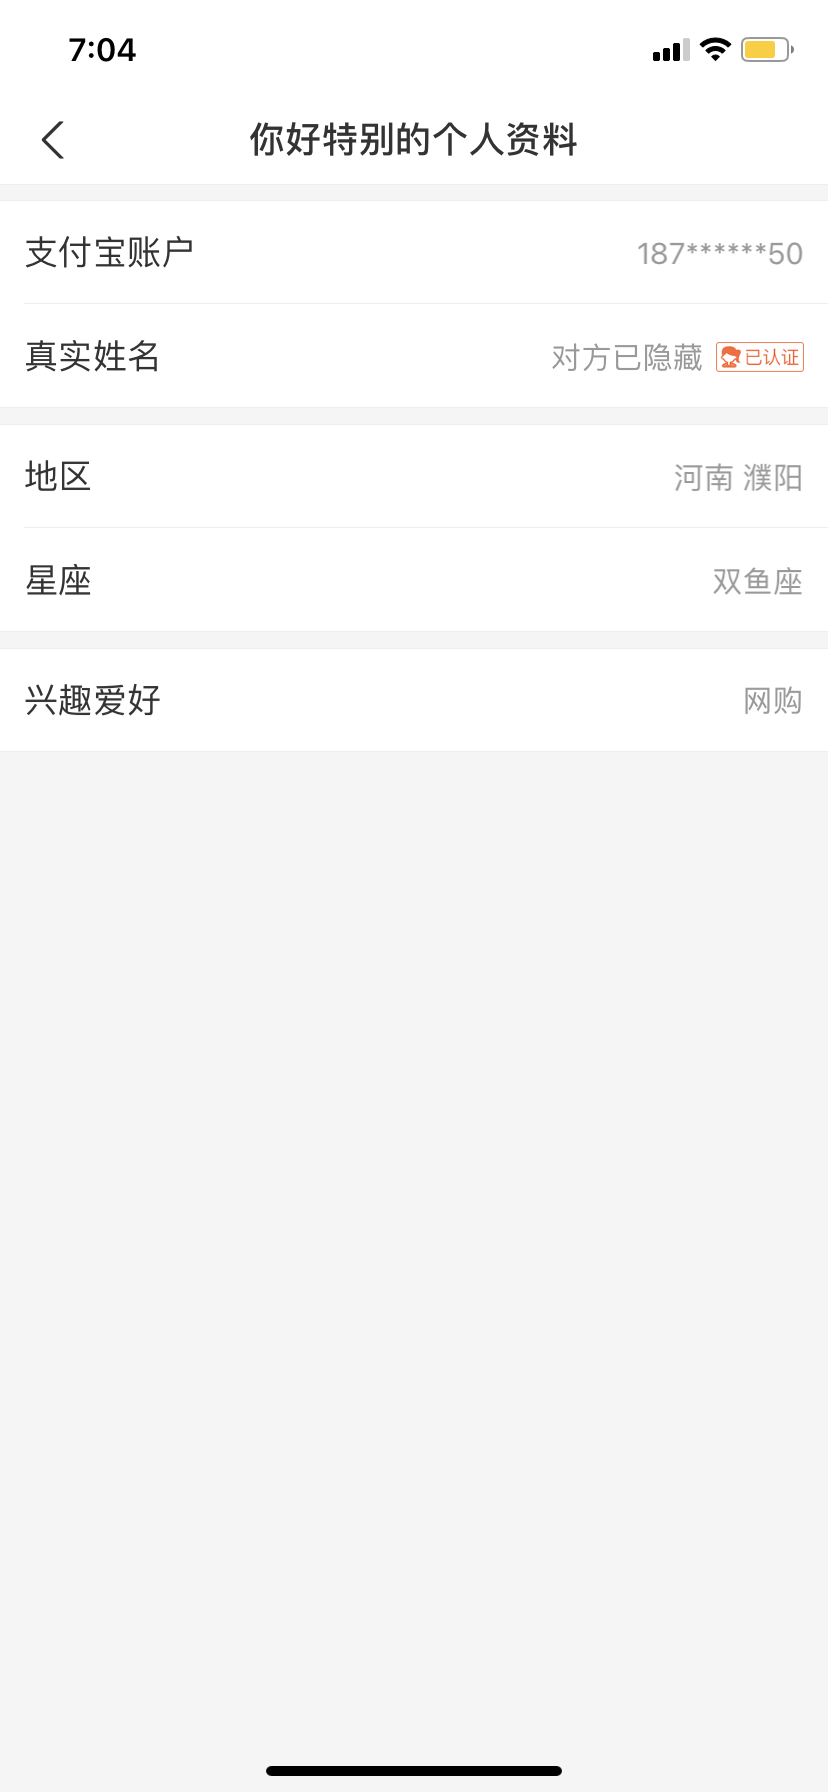 7:04
你好特别的个人资料
支付宝账户 187******50
真实姓名 对方已隐藏 已认证
地区 河南 濮阳
星座 双鱼座
兴趣爱好 网购